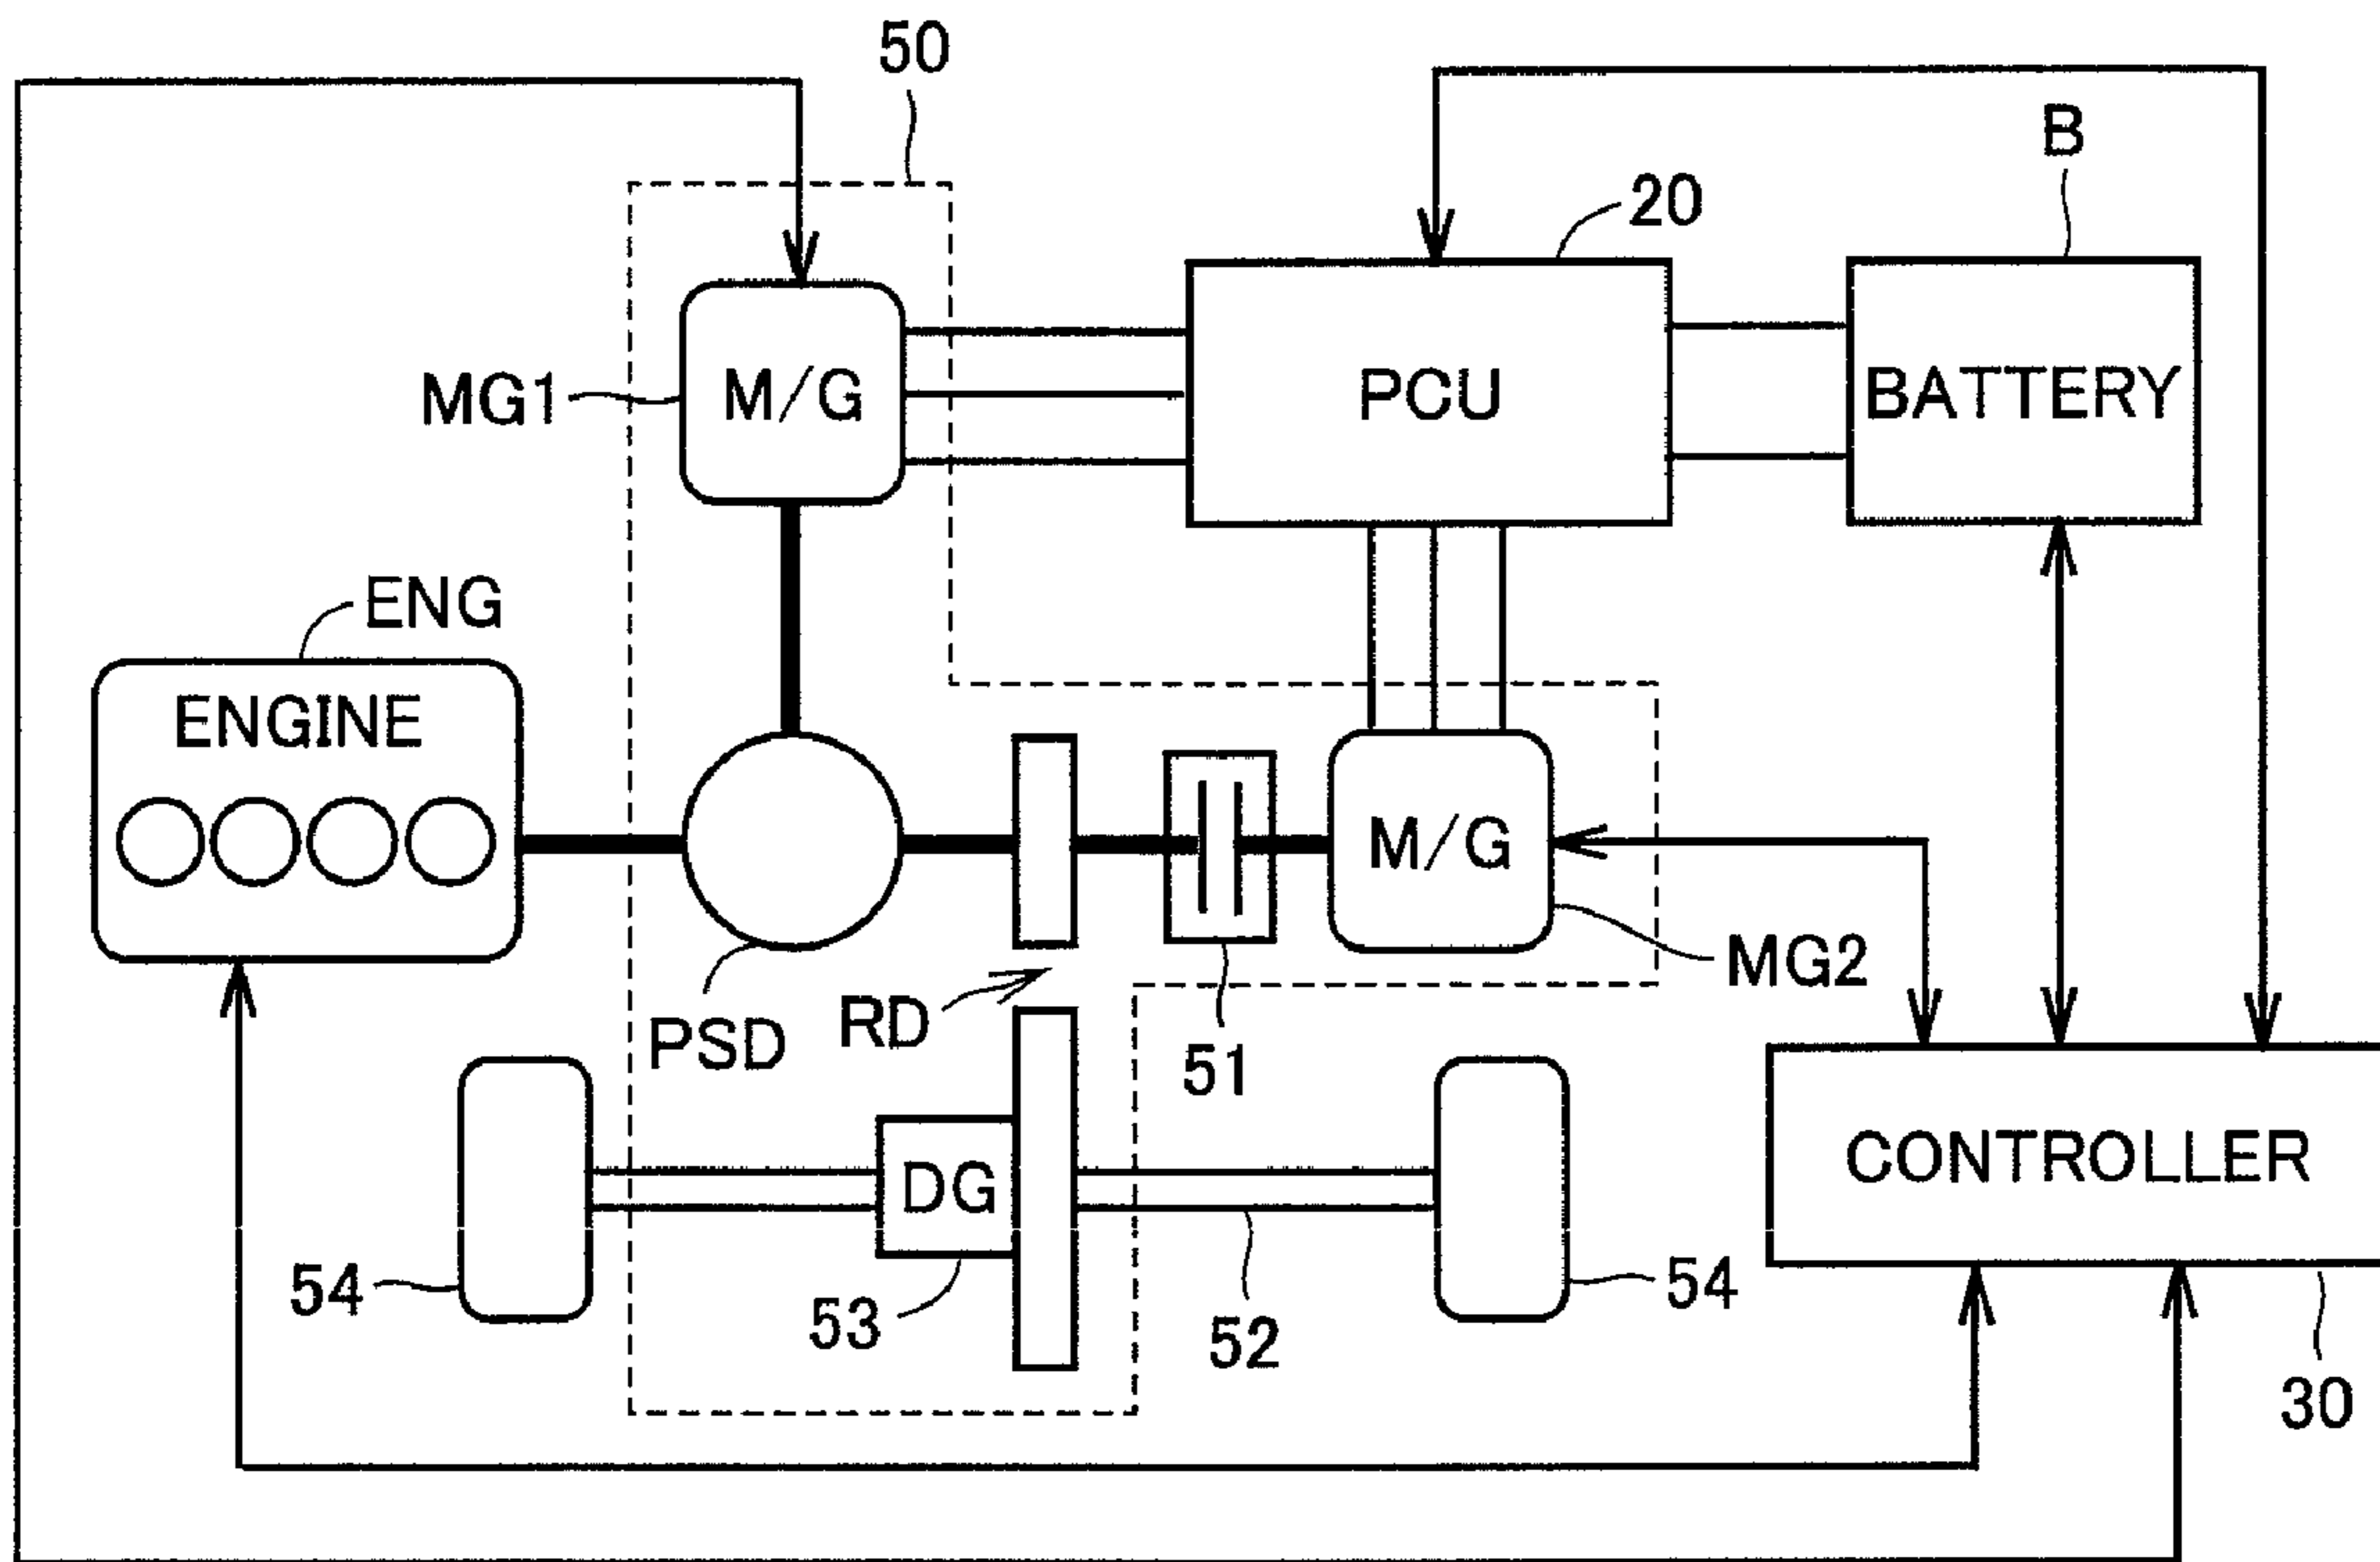 50
B
20
MG1
M/G
PCU
BATTERY
ENG
ENGINE
M/G
MG2
PSD
RD
51
CONTROLLER
DG
54
53
52
54
30